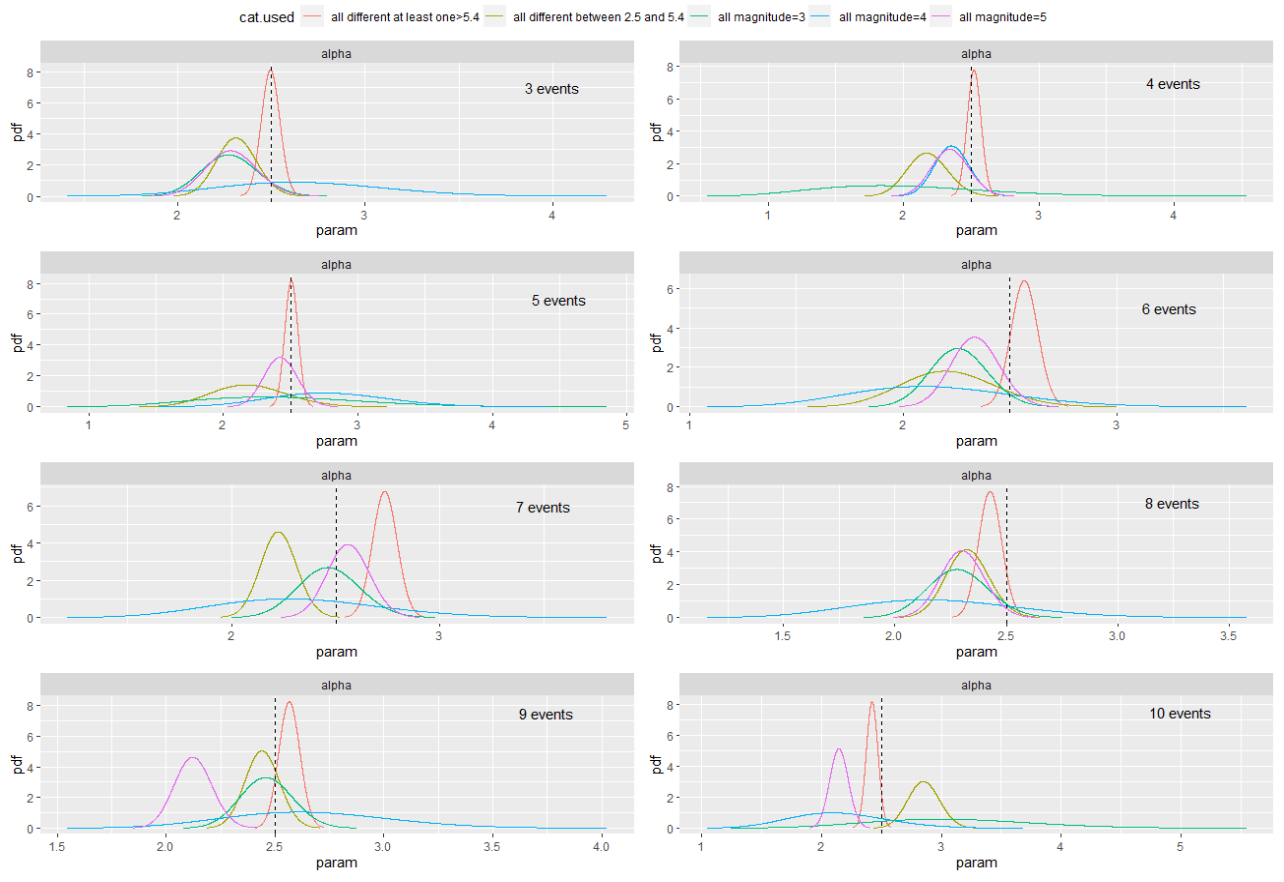 cat.used all different at least one>5.4 all different between 2.5 and 5.4 all magnitude=3 all magnitude=4 all magnitude=5
alpha
3 events
pdf
8
6
4
2
0
2 3 4
param
alpha
4 events
pdf
8
6
4
2
0
1 2 3 4
param
alpha
5 events
pdf
8
6
4
2
0
1 2 3 4 5
param
alpha
6 events
pdf
6
4
2
0
1 2 3
param
alpha
7 events
pdf
6
4
2
0
2 3
param
alpha
8 events
pdf
8
6
4
2
0
1.5 2.0 2.5 3.0 3.5
param
alpha
9 events
pdf
8
6
4
2
0
1.5 2.0 2.5 3.0 3.5 4.0
param
alpha
10 events
pdf
8
6
4
2
0
1 2 3 4 5
param